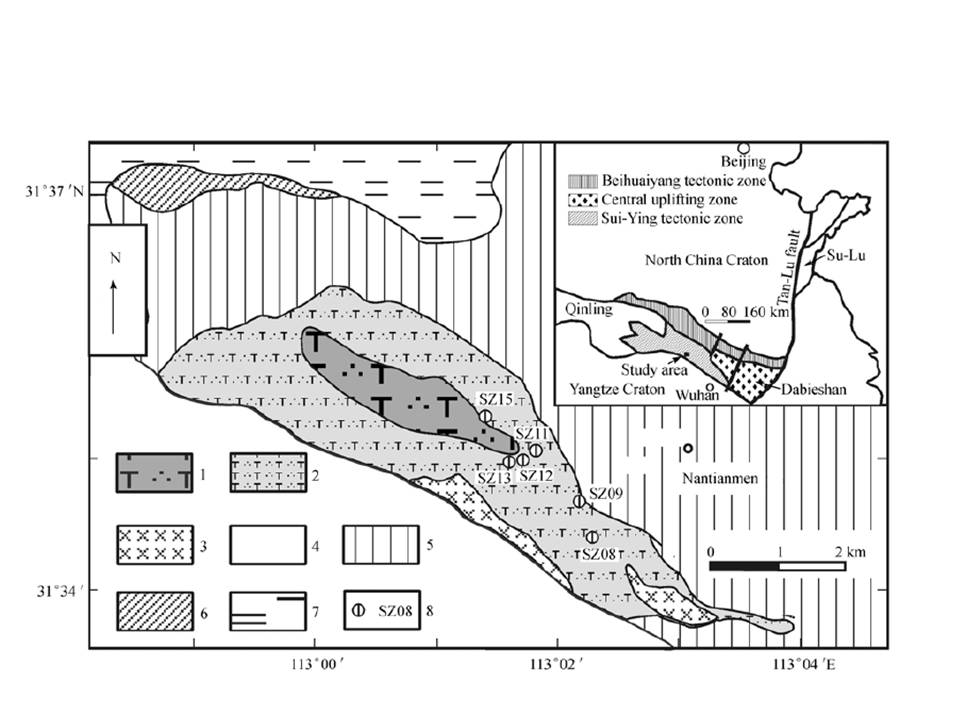 Beijing
31°37′N
Beihuaiyang tectonic zone
Central uplifting zone
Sui-Ying tectonic zone
Tan-Lu fault
Su-Lu
N
North China Craton
Qinling
0 80 160 km
Study area
Yangtze Craton
Wuhan
Dabieshan
SZ15
SZ11
SZ13
SZ12
Nantianmen
SZ09
SZ08
1
2
3
4
5
6
7
SZ08 8
0 1 2 km
31°34′
113°00′
113°02′
113°04′E